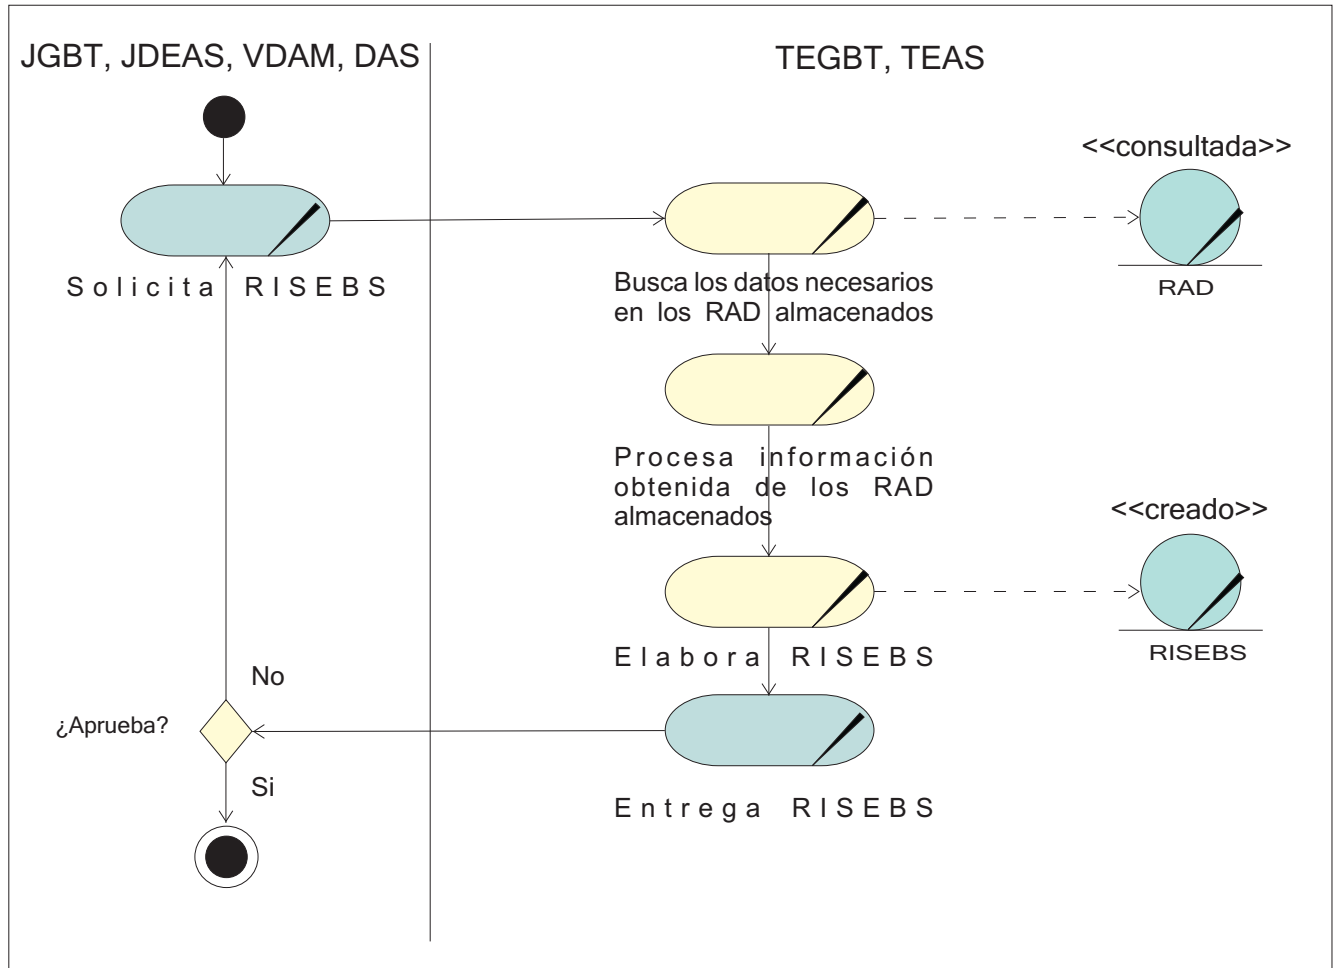 JGBT, JDEAS, VDAM, DAS
TEGBT, TEAS
<<consultada>>
RAD
Solicita RISEBS
Busca los datos necesarios
en los RAD almacenados
Procesa información
obtenida de los RAD
almacenados
<<creado>>
RISEBS
Elabora RISEBS
No
¿Aprueba?
Si
Entrega RISEBS